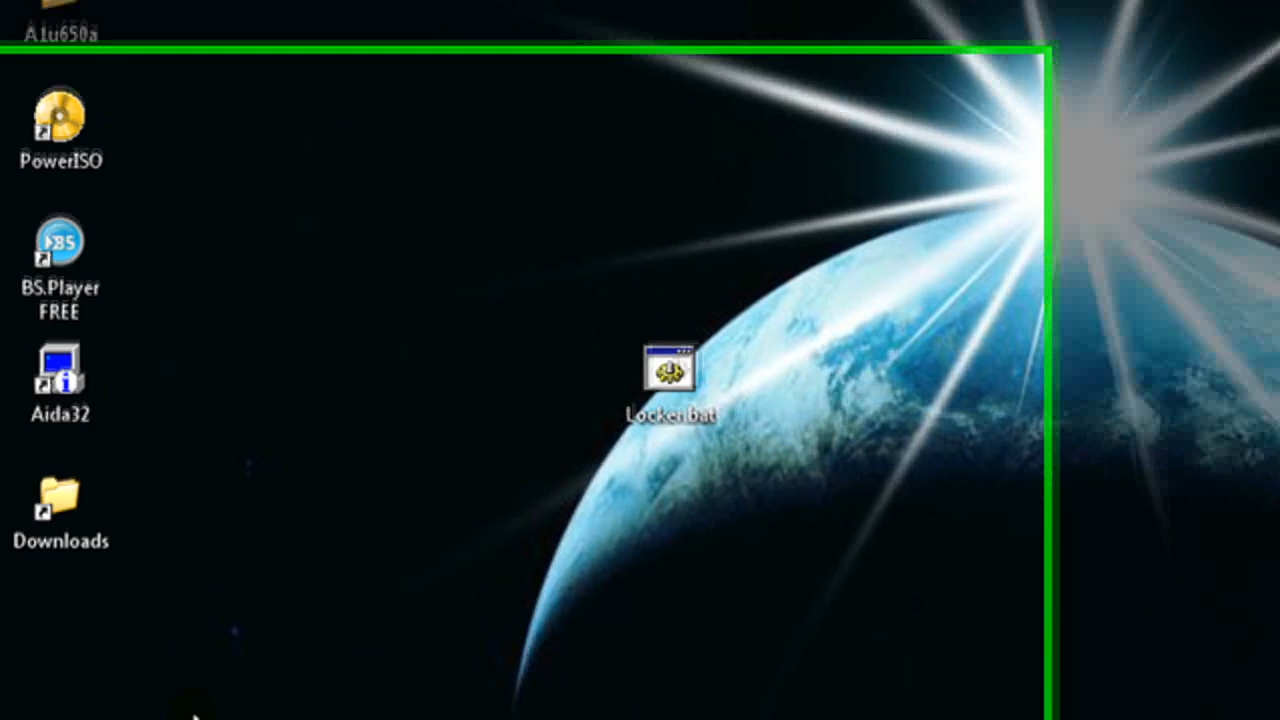 A1u650a
PowerISO
BS.Player
FREE
Aida32
Locker.bat
Downloads